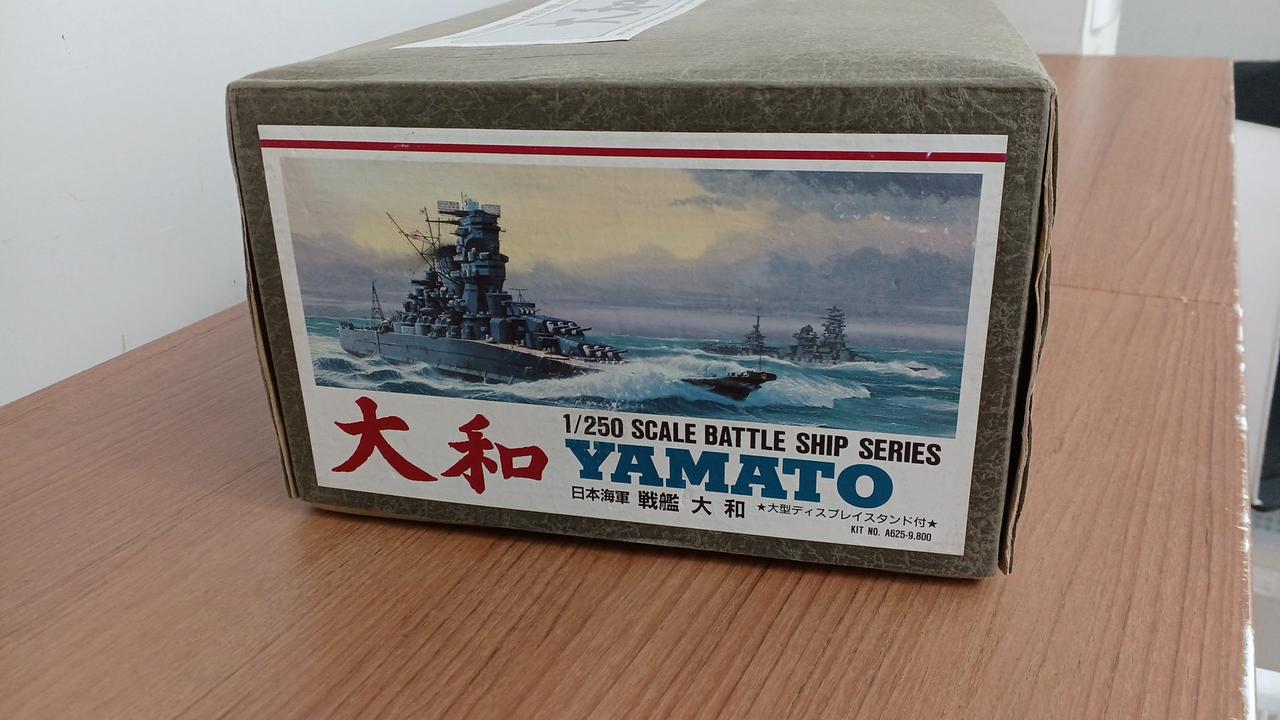 大和
1/250 SCALE BATTLE SHIP SERIES
YAMATO
日本海軍 戦艦 大和 ★大型ディスプレイスタンド付★
KIT NO. A625-9.800